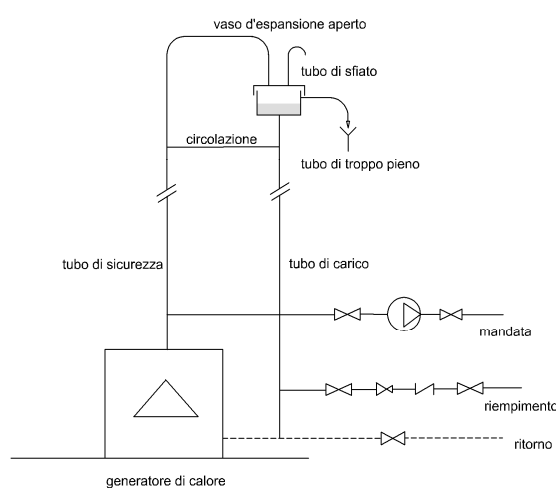 vaso d'espansione aperto
tubo di sfiato
circolazione
tubo di troppo pieno
tubo di sicurezza
tubo di carico
mandata
riempimento
ritorno
generatore di calore